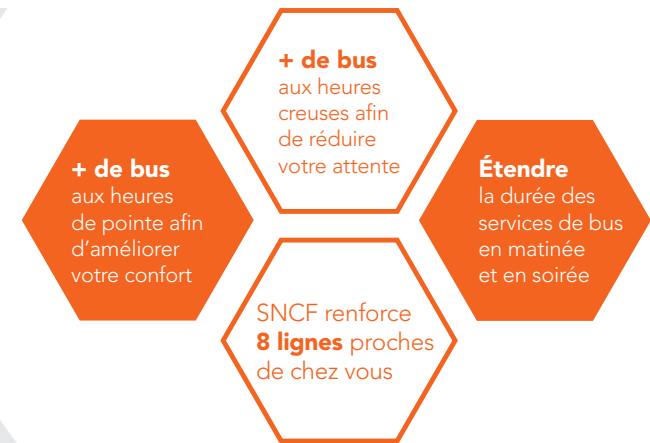 + de bus
aux heures
creuses afin
de réduire
votre attente
+ de bus
aux heures
de pointe afin
d'améliorer
votre confort
Étendre
la durée des
services de bus
en matinée
et en soirée
SNCF renforce
8 lignes proches
de chez vous